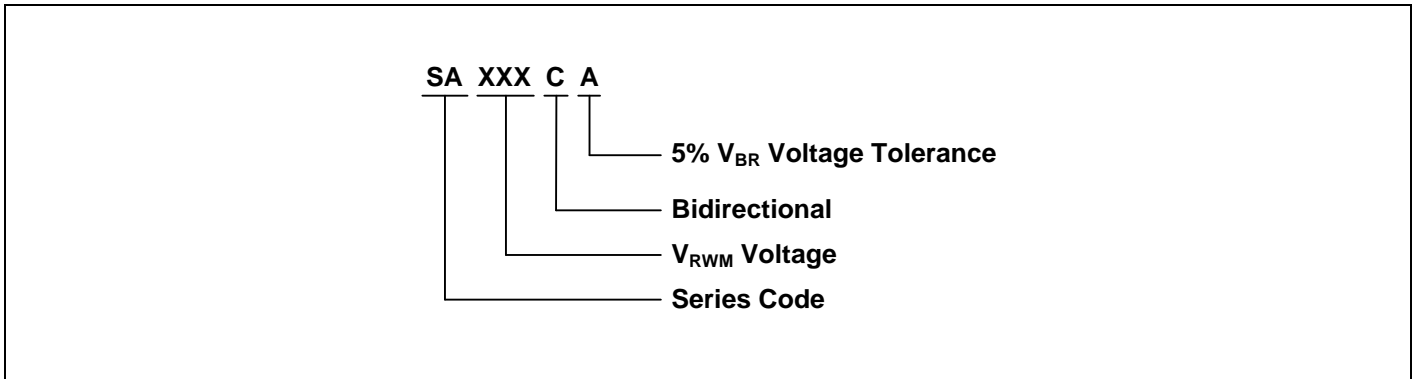 SA XXX C A
5% VBR Voltage Tolerance
Bidirectional
VRWM Voltage
Series Code